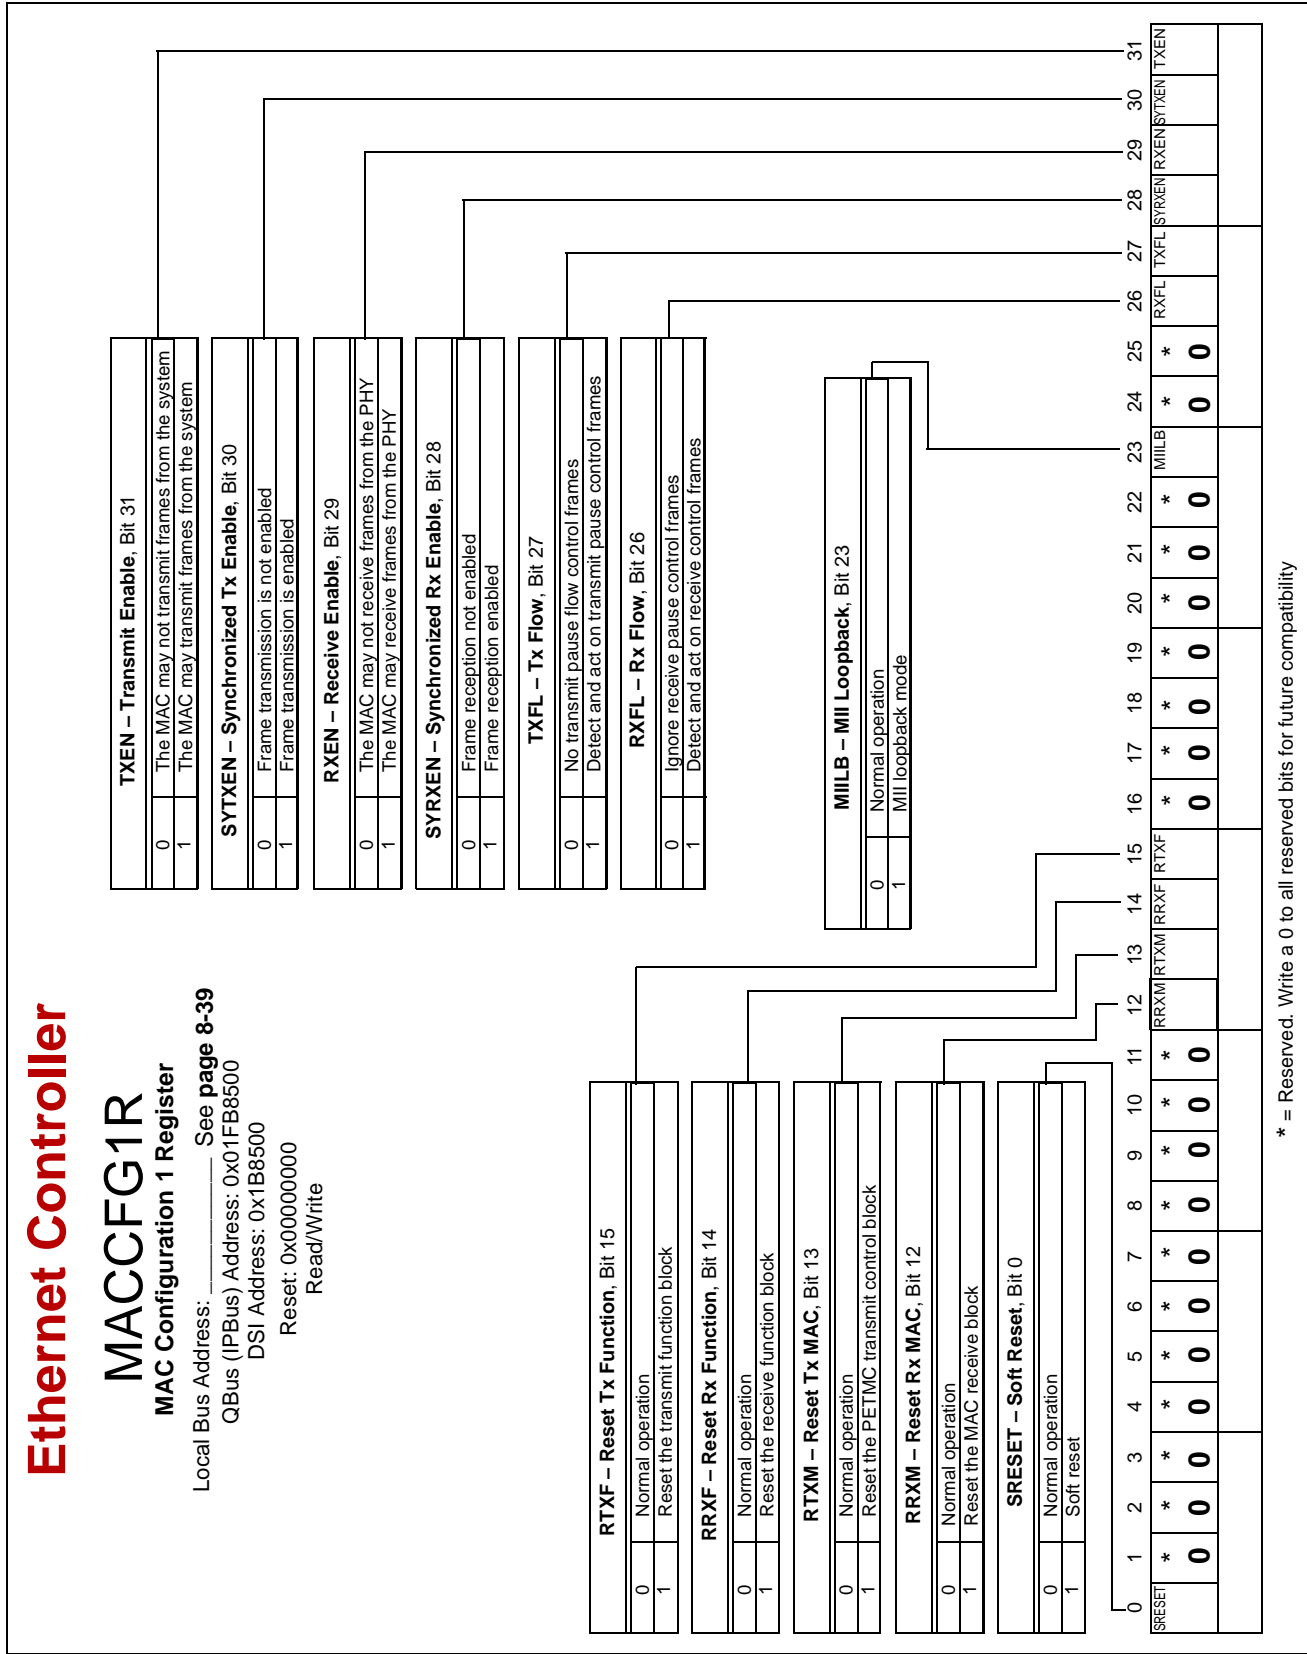 Ethernet Controller
MACCFG1R
MAC Configuration 1 Register
Local Bus Address: ____________ See page 8-39
QBus (IPBus) Address: 0x01FB8500
DSI Address: 0x1B8500
Reset: 0x00000000
Read/Write
TXEN – Transmit Enable, Bit 31
0 The MAC may not transmit frames from the system
1 The MAC may transmit frames from the system
SYTXEN – Synchronized Tx Enable, Bit 30
0 Frame transmission is not enabled
1 Frame transmission is enabled
RXEN – Receive Enable, Bit 29
0 The MAC may not receive frames from the PHY
1 The MAC may receive frames from the PHY
SYRXEN – Synchronized Rx Enable, Bit 28
0 Frame reception not enabled
1 Frame reception enabled
TXFL – Tx Flow, Bit 27
0 No transmit pause flow control frames
1 Detect and act on transmit pause control frames
RXFL – Rx Flow, Bit 26
0 Ignore receive pause control frames
1 Detect and act on receive control frames
RTXF – Reset Tx Function, Bit 15
0 Normal operation
1 Reset the transmit function block
RRXF – Reset Rx Function, Bit 14
0 Normal operation
1 Reset the receive function block
RTXM – Reset Tx MAC, Bit 13
0 Normal operation
1 Reset the PETMC transmit control block
RRXM – Reset Rx MAC, Bit 12
0 Normal operation
1 Reset the MAC receive block
SRESET – Soft Reset, Bit 0
0 Normal operation
1 Soft reset
MIILB – MII Loopback, Bit 23
0 Normal operation
1 MII loopback mode
0 1 2 3 4 5 6 7 8 9 10 11 12 13 14 15 16 17 18 19 20 21 22 23 24 25 26 27 28 29 30 31
SRESET * * * * * * * * * * * RRXM RTXM RRXF RTXF * * * * * * * MIILB * * RXFL TXFL SYRXEN RXEN SYTXEN TXEN
0 0 0 0 0 0 0 0 0 0 0 0 0 0 0 0 0 0 0 0
* = Reserved. Write a 0 to all reserved bits for future compatibility